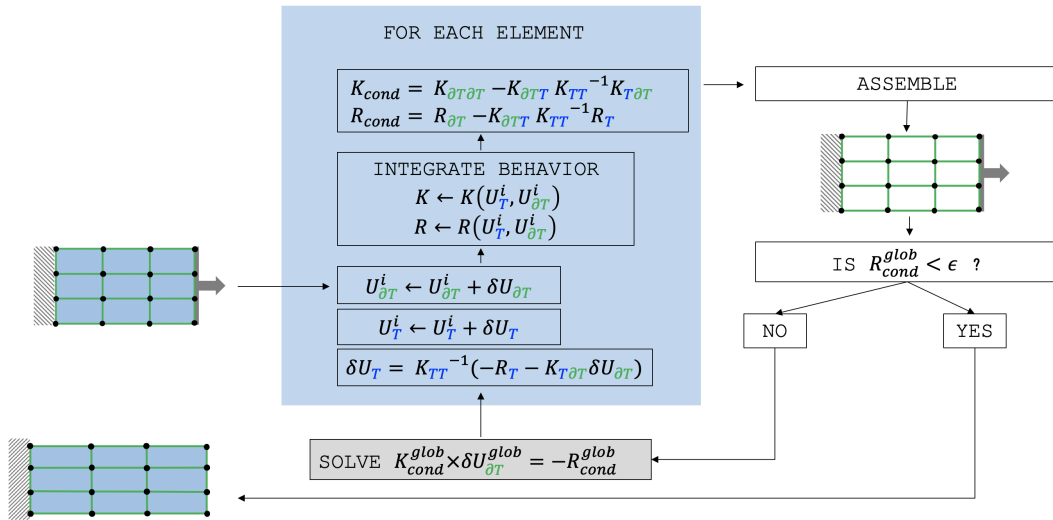 FOR EACH ELEMENT
K_cond = K_∂T∂T − K_∂TT K_TT⁻¹ K_T∂T
R_cond = R_∂T − K_∂TT K_TT⁻¹ R_T
INTEGRATE BEHAVIOR
K ← K(U_T^i, U_∂T^i)
R ← R(U_T^i, U_∂T^i)
U_∂T^i ← U_∂T^i + δU_∂T
U_T^i ← U_T^i + δU_T
δU_T = K_TT⁻¹(−R_T − K_T∂T δU_∂T)
SOLVE K_cond^glob × δU_∂T^glob = −R_cond^glob
ASSEMBLE
IS R_cond^glob < ϵ ?
NO
YES